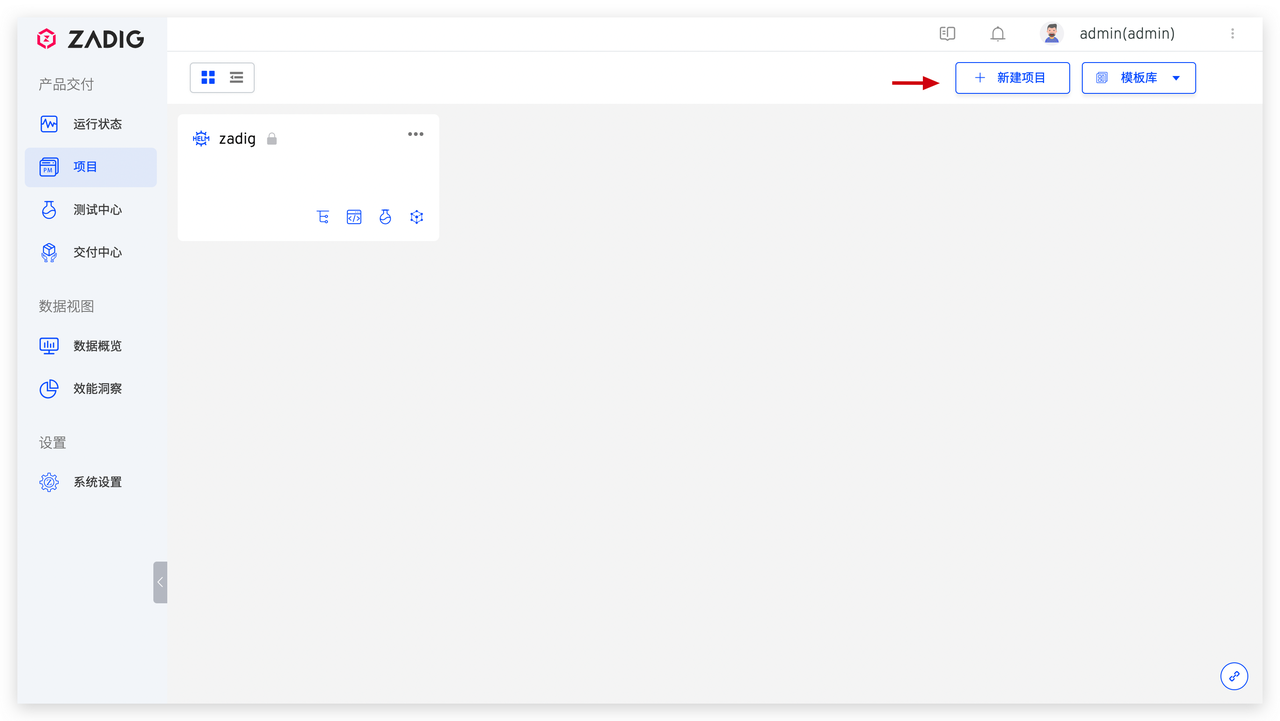 ZADIG
admin(admin)
产品交付
运行状态
项目
测试中心
交付中心
数据视图
数据概览
效能洞察
设置
系统设置
新建项目
模板库
HELM
zadig
PM